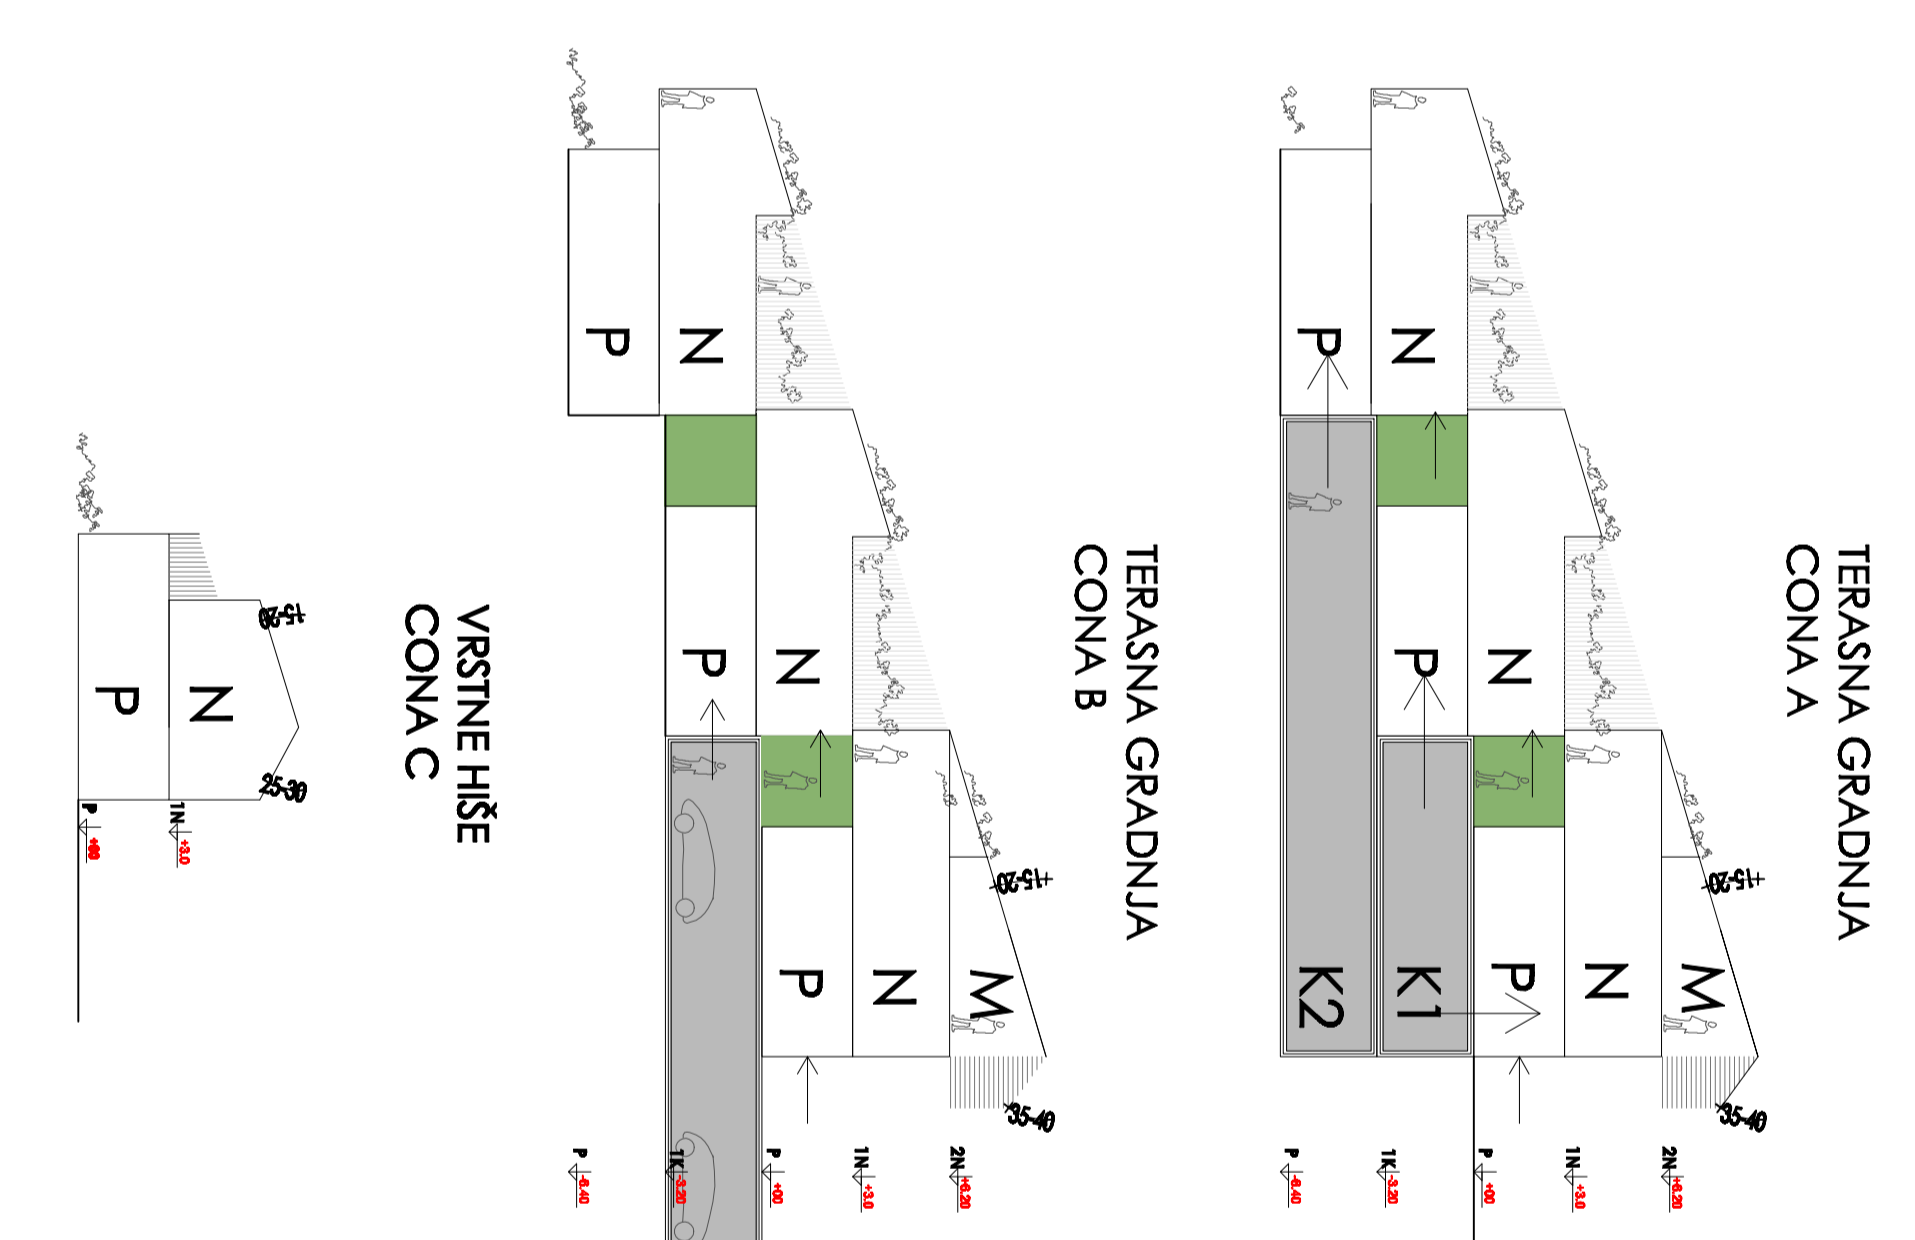 TERASNA GRADNJA
CONA A
±15-20
35-40
M
N
P
K1
K2
N
P
N
P
2N +6.20
1N +3.0
P +00
1K -3.20
P -6.40
TERASNA GRADNJA
CONA B
±15-20
35-40
M
N
P
N
P
N
P
2N +6.20
1N +3.0
P +00
1K -3.20
P -6.40
VRSTNE HIŠE
CONA C
±15-20
25-30
N
P
1N +3.0
P +00